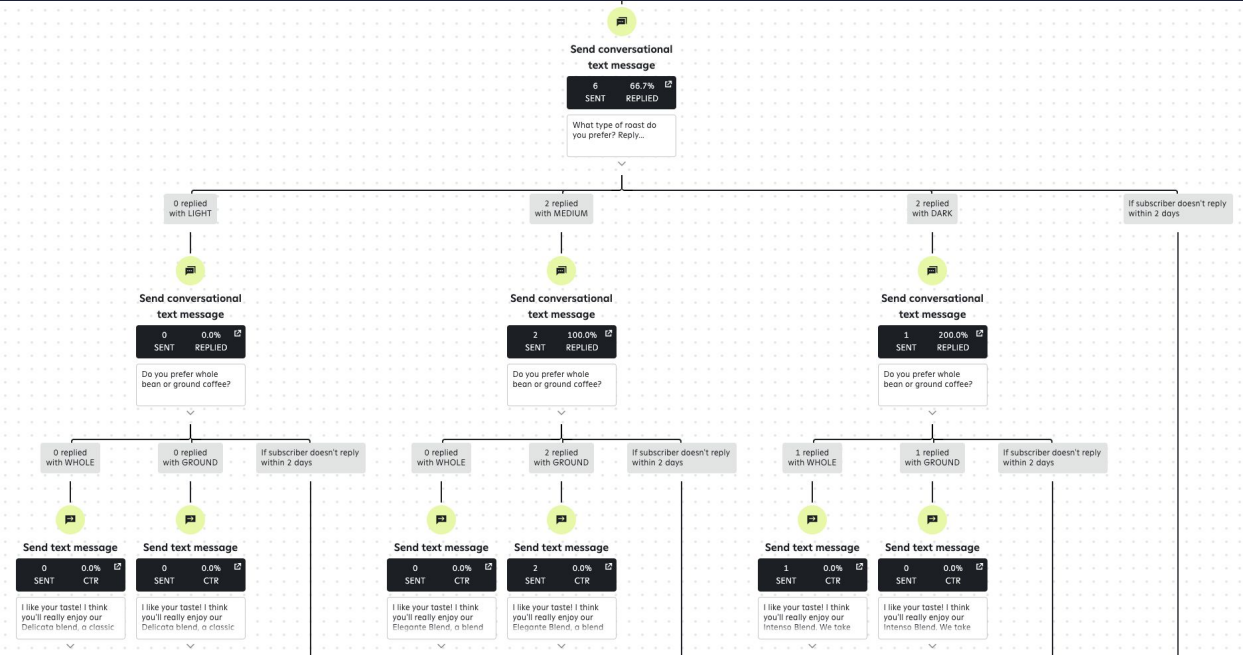 Send conversational
text message
6 66.7%
SENT REPLIED
What type of roast do
you prefer? Reply...
0 replied
with LIGHT
2 replied
with MEDIUM
2 replied
with DARK
If subscriber doesn't reply
within 2 days
Send conversational
text message
0 0.0%
SENT REPLIED
Do you prefer whole
bean or ground coffee?
Send conversational
text message
2 100.0%
SENT REPLIED
Do you prefer whole
bean or ground coffee?
Send conversational
text message
1 200.0%
SENT REPLIED
Do you prefer whole
bean or ground coffee?
0 replied
with WHOLE
0 replied
with GROUND
If subscriber doesn't reply
within 2 days
0 replied
with WHOLE
2 replied
with GROUND
If subscriber doesn't reply
within 2 days
1 replied
with WHOLE
1 replied
with GROUND
If subscriber doesn't reply
within 2 days
Send text message
0 0.0%
SENT CTR
I like your taste! I think
you'll really enjoy our
Delicata blend, a classic
Send text message
0 0.0%
SENT CTR
I like your taste! I think
you'll really enjoy our
Delicata blend, a classic
Send text message
0 0.0%
SENT CTR
I like your taste! I think
you'll really enjoy our
Elegante Blend, a blend
Send text message
2 0.0%
SENT CTR
I like your taste! I think
you'll really enjoy our
Elegante Blend, a blend
Send text message
1 0.0%
SENT CTR
I like your taste! I think
you'll really enjoy our
Intenso Blend. We take
Send text message
0 0.0%
SENT CTR
I like your taste! I think
you'll really enjoy our
Intenso Blend. We take